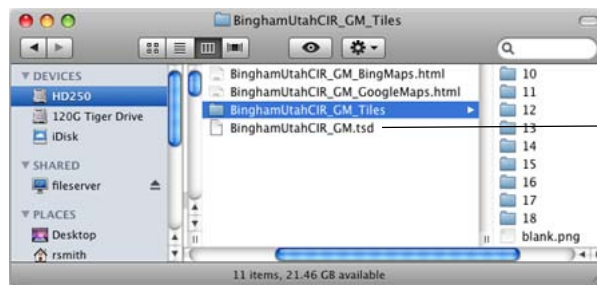 BinghamUtahCIR_GM_Tiles
DEVICES
HD250
120G Tiger Drive
iDisk
SHARED
fileserver
PLACES
Desktop
rsmith
BinghamUtahCIR_GM_BingMaps.html
BinghamUtahCIR_GM_GoogleMaps.html
BinghamUtahCIR_GM_Tiles
BinghamUtahCIR_GM.tsd
10
11
12
13
14
15
16
17
18
blank.png
11 items, 21.46 GB available